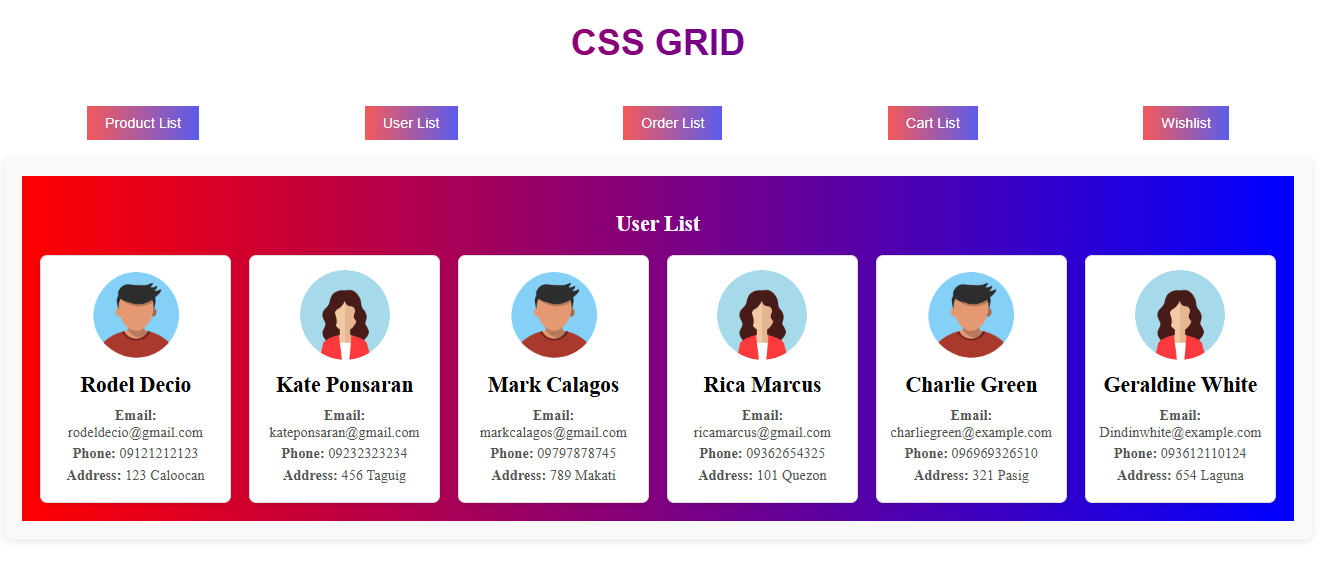 CSS GRID
Product List
User List
Order List
Cart List
Wishlist
User List
Rodel Decio
Email:
rodeldecio@gmail.com
Phone: 09121212123
Address: 123 Caloocan
Kate Ponsaran
Email:
kateponsaran@gmail.com
Phone: 09232323234
Address: 456 Taguig
Mark Calagos
Email:
markcalagos@gmail.com
Phone: 09797878745
Address: 789 Makati
Rica Marcus
Email:
ricamarcus@gmail.com
Phone: 09362654325
Address: 101 Quezon
Charlie Green
Email:
charliegreen@example.com
Phone: 096969326510
Address: 321 Pasig
Geraldine White
Email:
Dindinwhite@example.com
Phone: 093612110124
Address: 654 Laguna